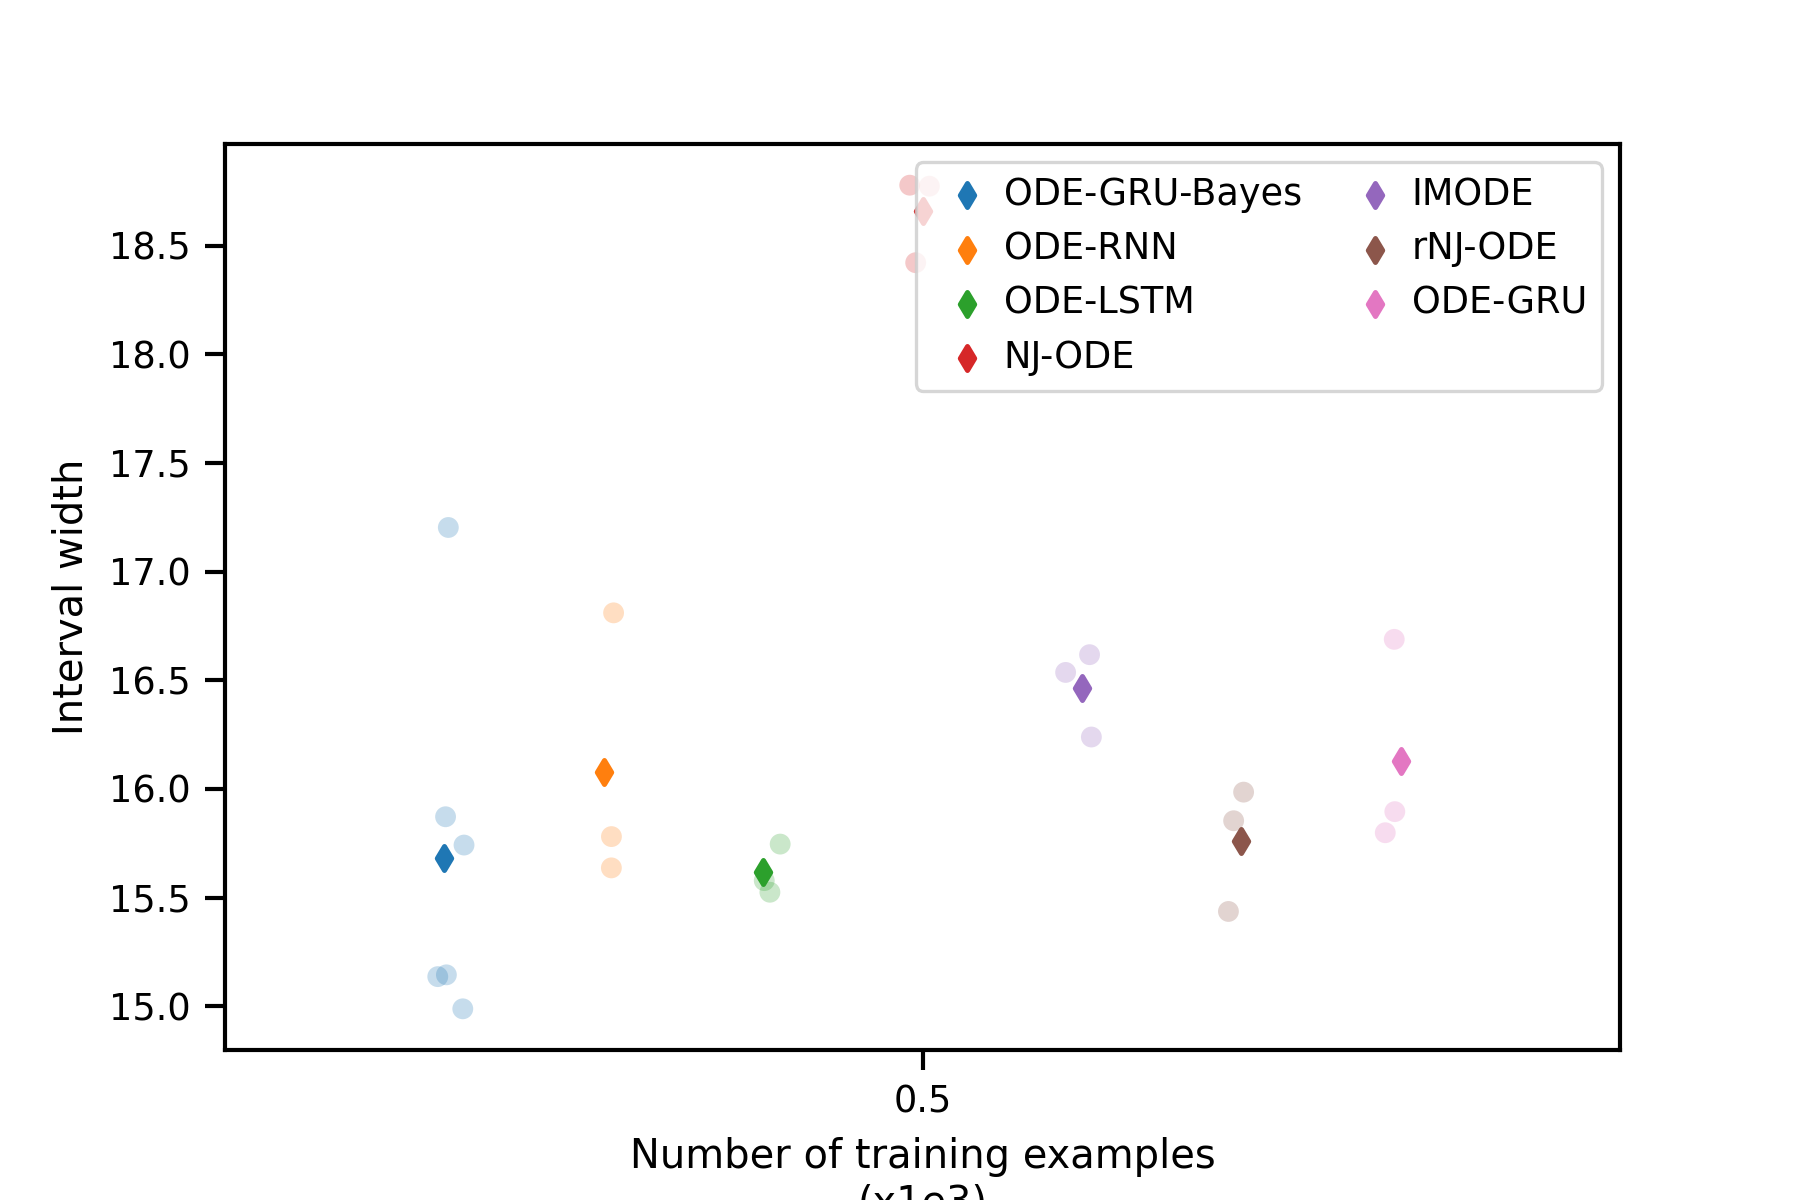 ODE-GRU-Bayes
ODE-RNN
ODE-LSTM
NJ-ODE
IMODE
rNJ-ODE
ODE-GRU
18.5
18.0
17.5
17.0
16.5
16.0
15.5
15.0
Interval width
0.5
Number of training examples
(x1e3)